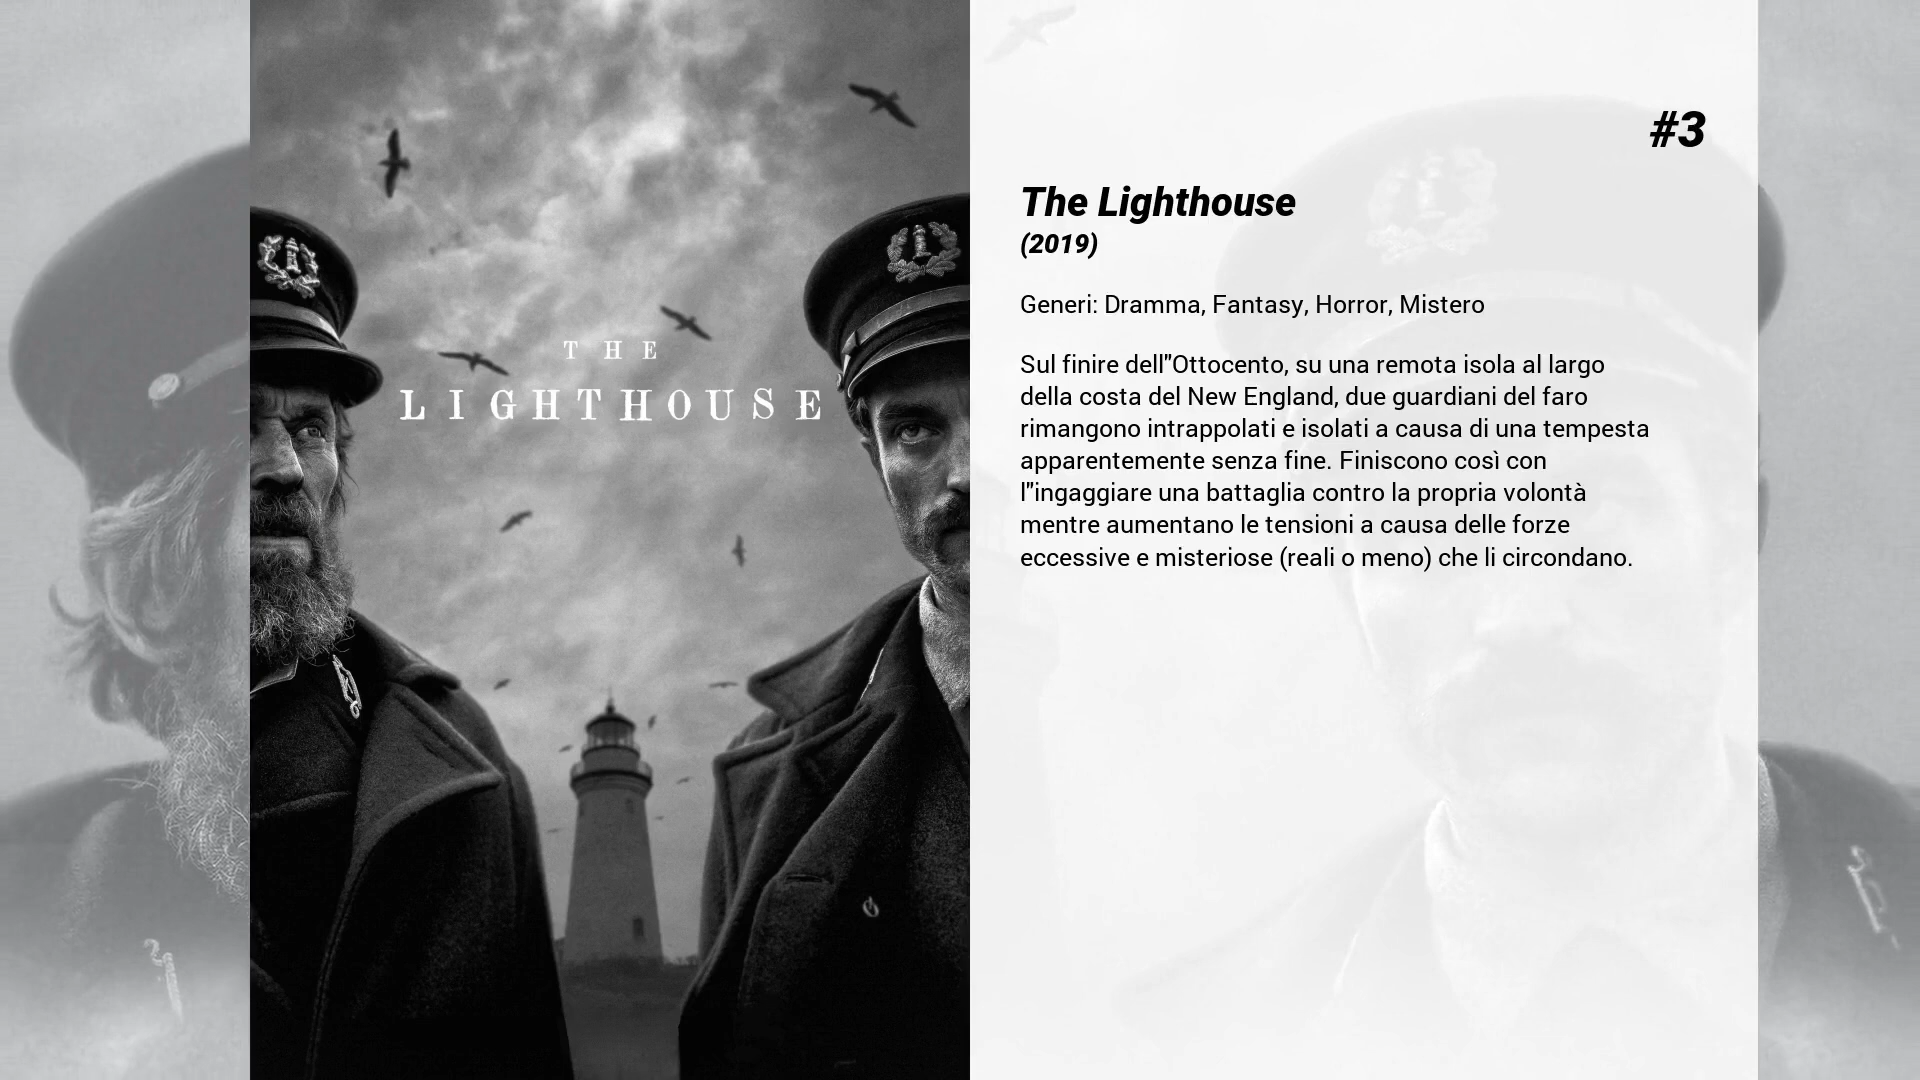 THE
LIGHTHOUSE
#3
The Lighthouse
(2019)
Generi: Dramma, Fantasy, Horror, Mistero
Sul finire dell"Ottocento, su una remota isola al largo
della costa del New England, due guardiani del faro
rimangono intrappolati e isolati a causa di una tempesta
apparentemente senza fine. Finiscono così con
l"ingaggiare una battaglia contro la propria volontà
mentre aumentano le tensioni a causa delle forze
eccessive e misteriose (reali o meno) che li circondano.